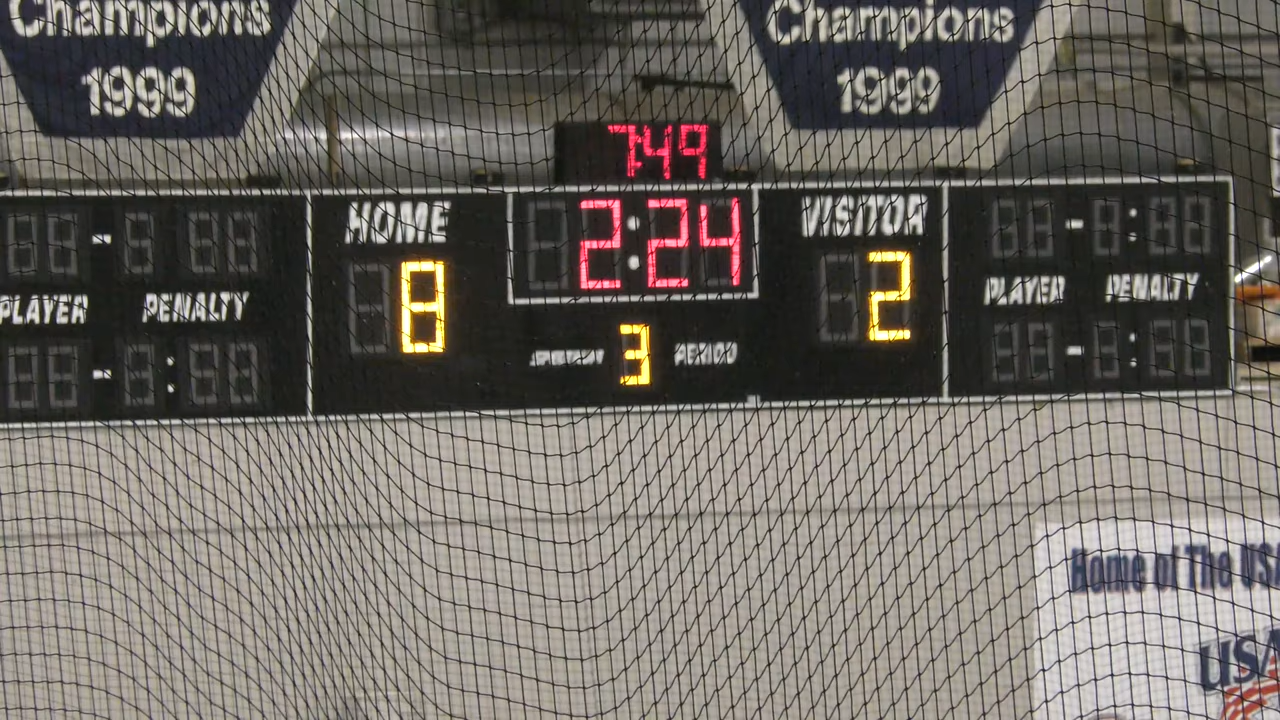 Champions
1999
Champions
1999
7:49
HOME
2:24
VISITOR
8
2
PLAYER PENALTY
3
PERIOD
PLAYER PENALTY
Home of The USA
USA